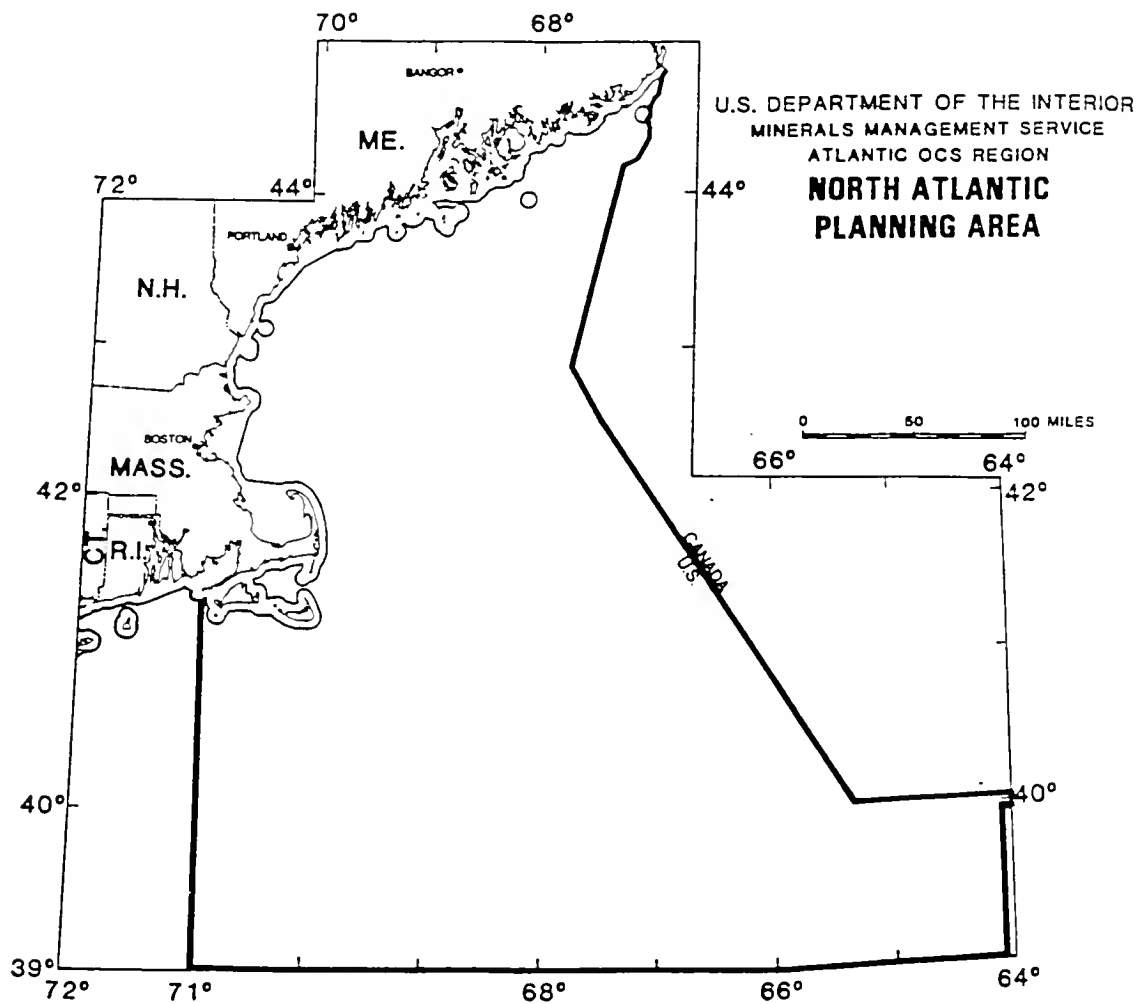 70° 68°
BANGOR
U.S. DEPARTMENT OF THE INTERIOR
MINERALS MANAGEMENT SERVICE
ATLANTIC OCS REGION
NORTH ATLANTIC
PLANNING AREA
ME.
72° 44° 44°
PORTLAND
N.H.
0 50 100 MILES
BOSTON
MASS.
66° 64°
42° 42°
CT.
R.I.
CANADA
U.S.
40° 40°
39°
72° 71° 68° 66° 64°